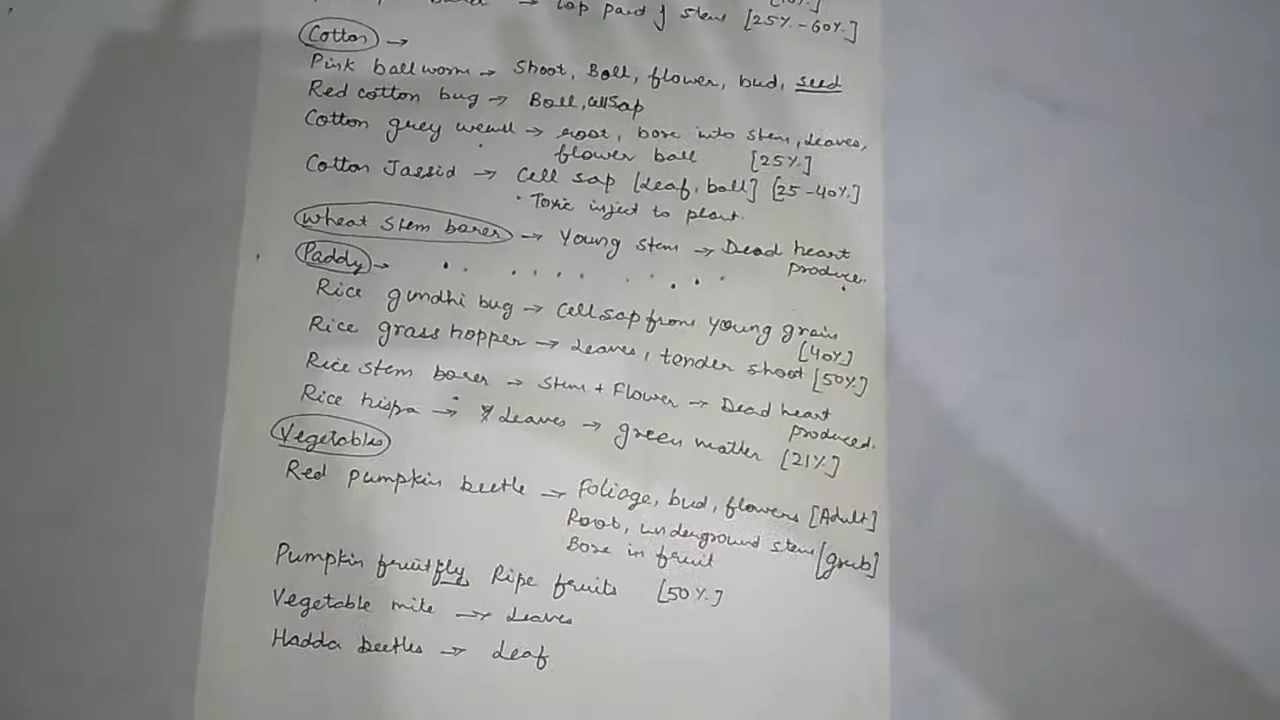 → Top part of stem [25%-60%]
Cotton →
Pink ballworm → Shoot, Boll, flower, bud, seed
Red cotton bug → Boll, cell sap
Cotton grey weevil → root, bore into stem, leaves,
flower ball [25%]
Cotton Jassid → Cell sap [leaf, ball] [25-40%]
• Toxic inject to plant.
Wheat Stem borer → Young stem → Dead heart
produce.
Paddy →
Rice gundhi bug → Cell sap from young grain
[40%]
Rice grass hopper → Leaves, tender shoot [50%]
Rice stem borer → Stem + Flower → Dead heart
produced.
Rice hispa → Leaves → green matter [21%]
Vegetables
Red pumpkin beetle → Foliage, bud, flowers [Adult]
Root, underground stem [grub]
Bore in fruit
Pumpkin fruitfly Ripe fruits [50%]
Vegetable mite → Leaves
Hadda beetles → Leaf